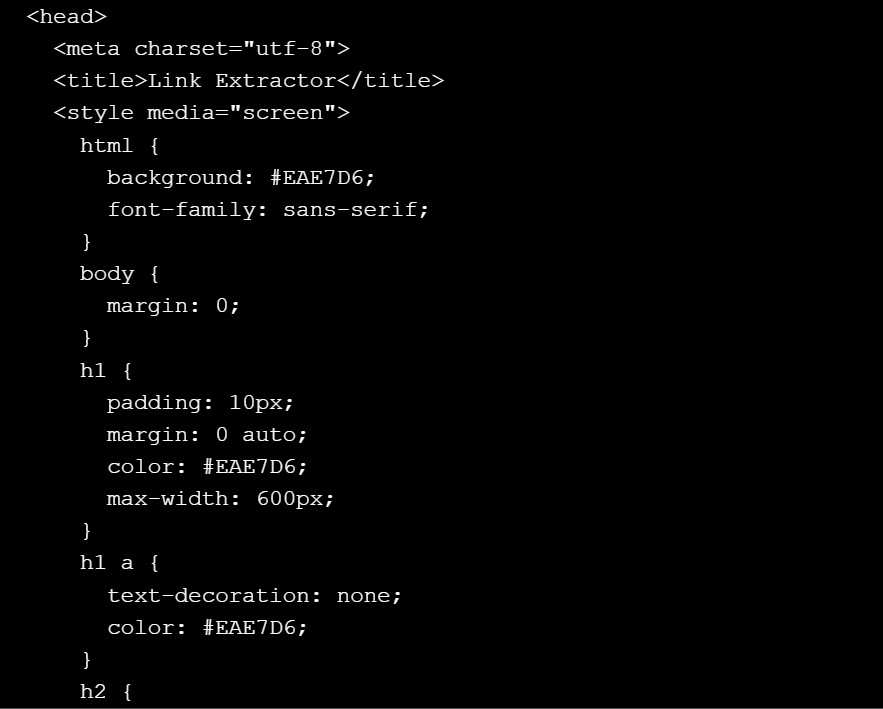 <head>
  <meta charset="utf-8">
  <title>Link Extractor</title>
  <style media="screen">
    html {
      background: #EAE7D6;
      font-family: sans-serif;
    }
    body {
      margin: 0;
    }
    h1 {
      padding: 10px;
      margin: 0 auto;
      color: #EAE7D6;
      max-width: 600px;
    }
    h1 a {
      text-decoration: none;
      color: #EAE7D6;
    }
    h2 {